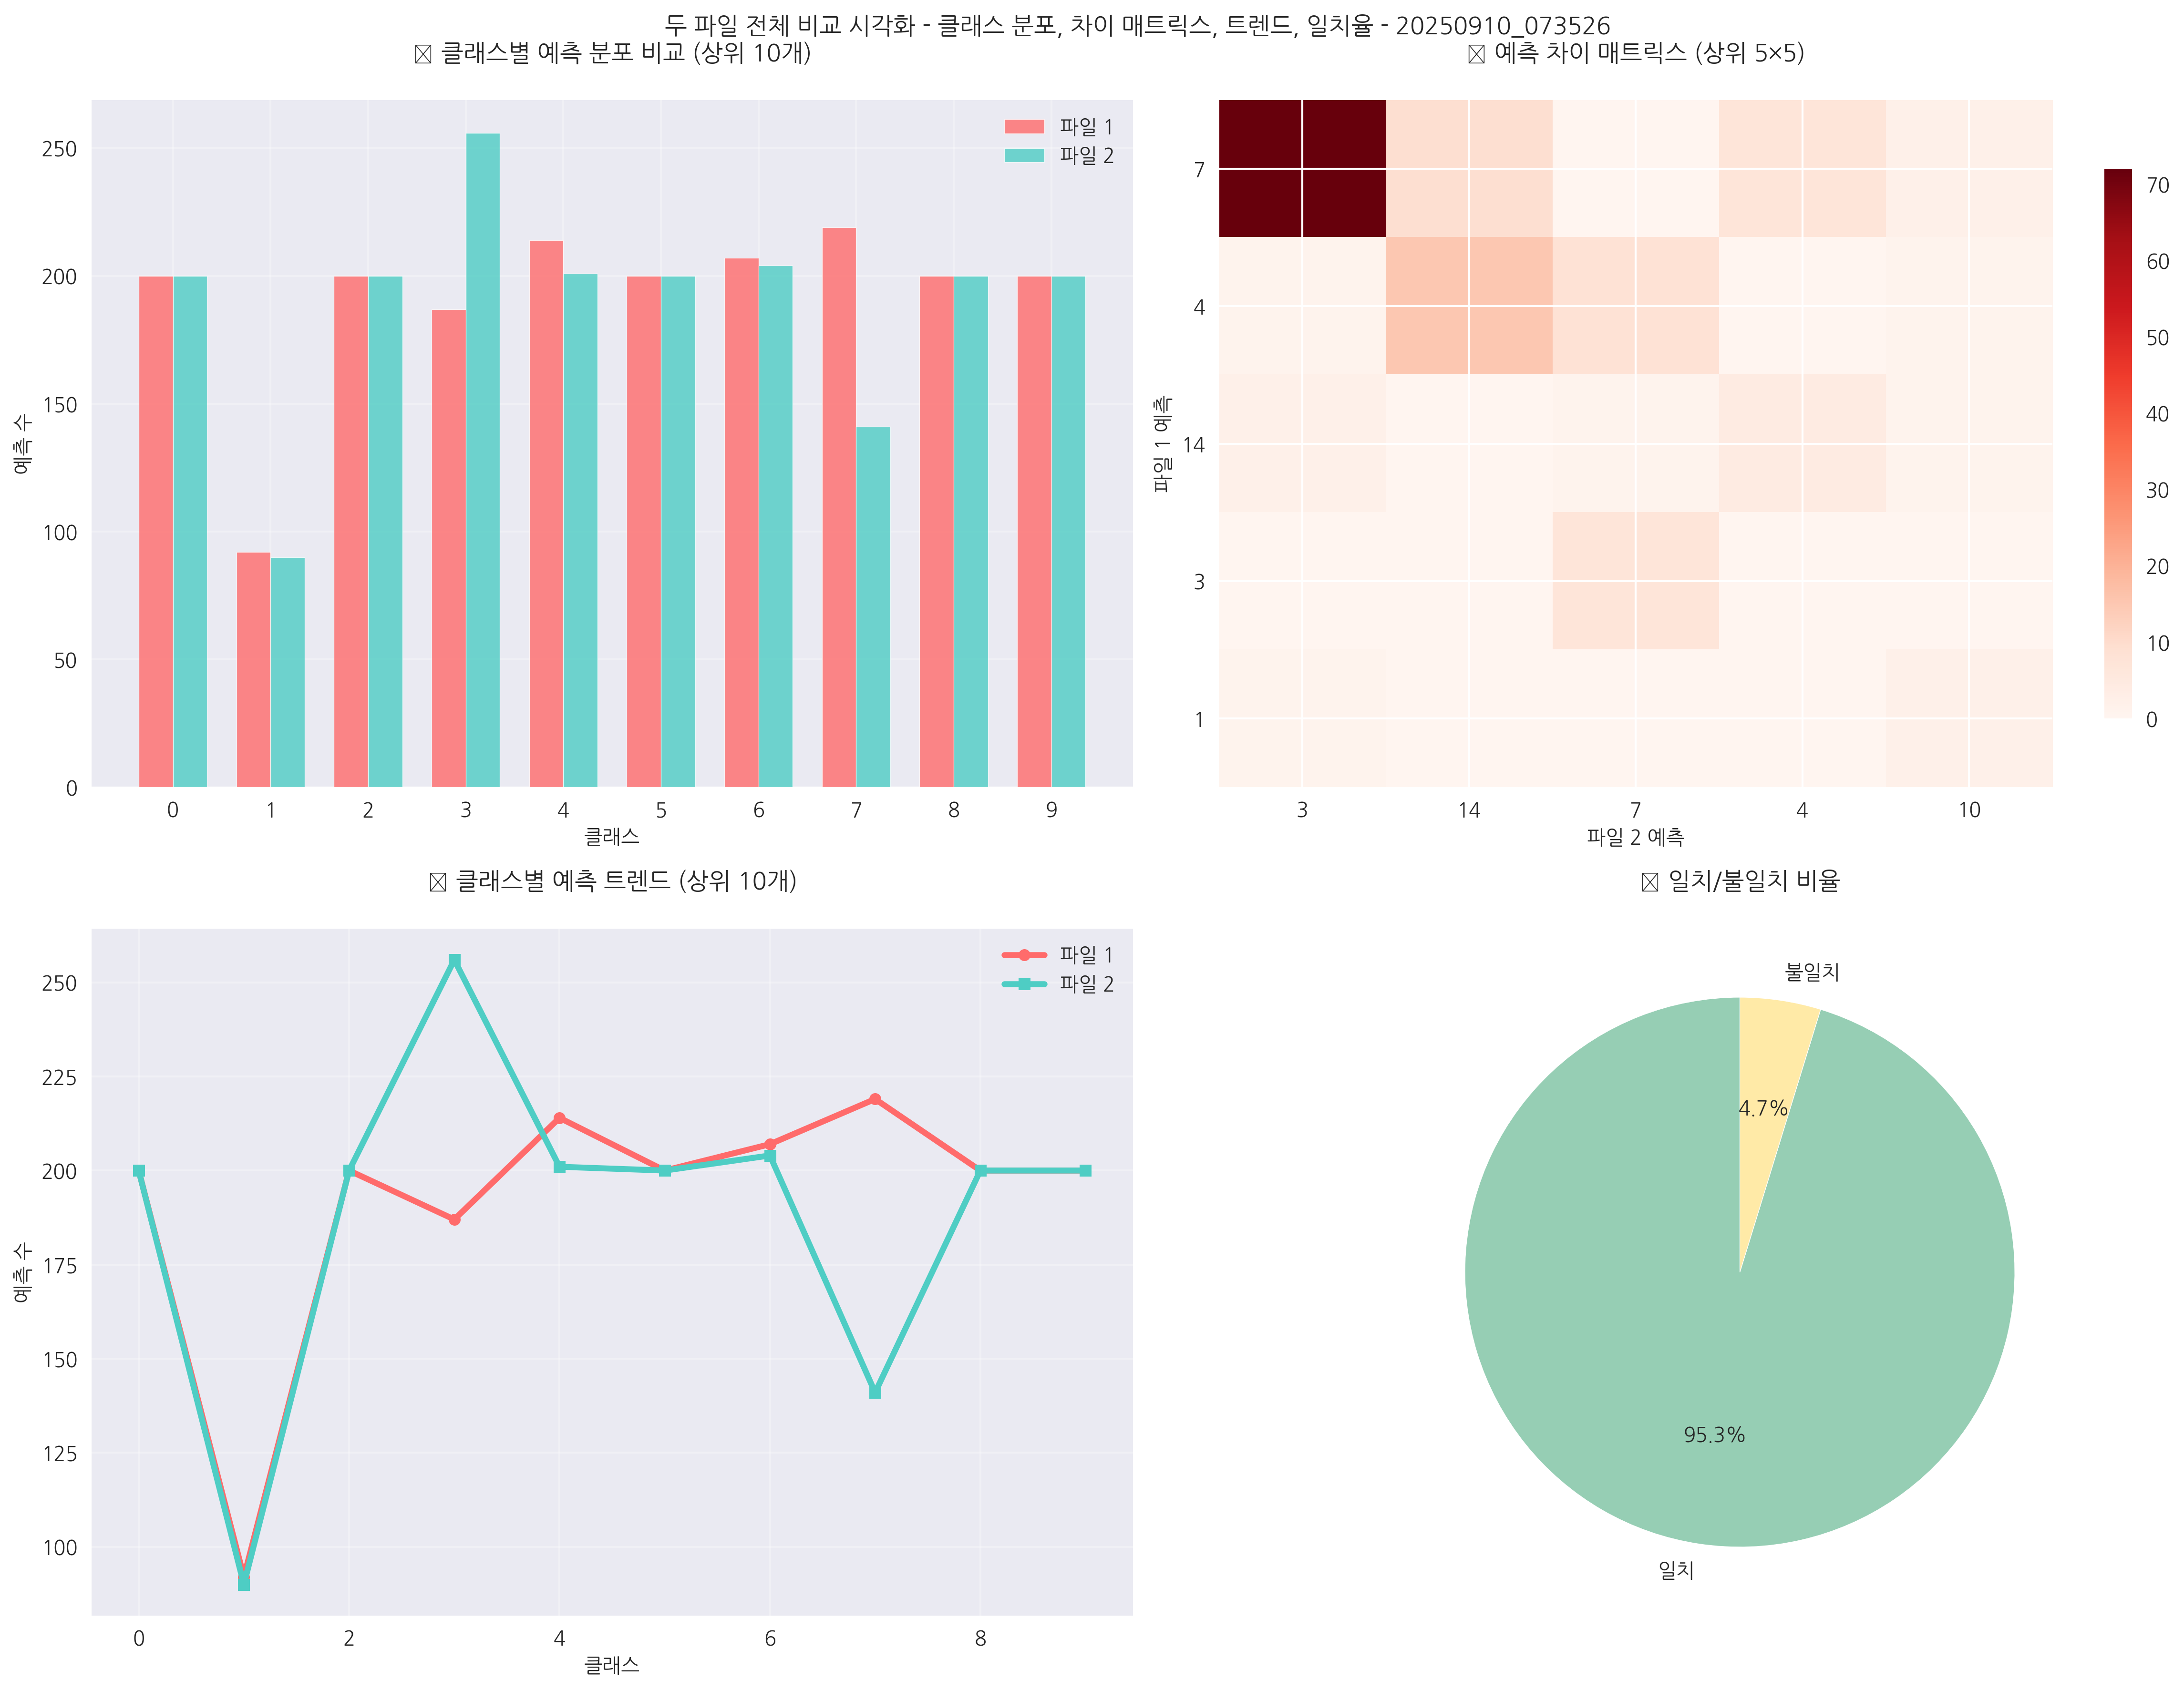 두 파일 전체 비교 시각화 - 클래스 분포, 차이 매트릭스, 트렌드, 일치율 - 20250910_073526
클래스별 예측 분포 비교 (상위 10개)
파일 1
파일 2
250
200
150
100
50
0
예측 수
0 1 2 3 4 5 6 7 8 9
클래스
예측 차이 매트릭스 (상위 5×5)
7
4
14
3
1
파일 1 예측
3 14 7 4 10
파일 2 예측
70
60
50
40
30
20
10
0
클래스별 예측 트렌드 (상위 10개)
파일 1
파일 2
250
225
200
175
150
125
100
예측 수
0 2 4 6 8
클래스
일치/불일치 비율
불일치
4.7%
95.3%
일치